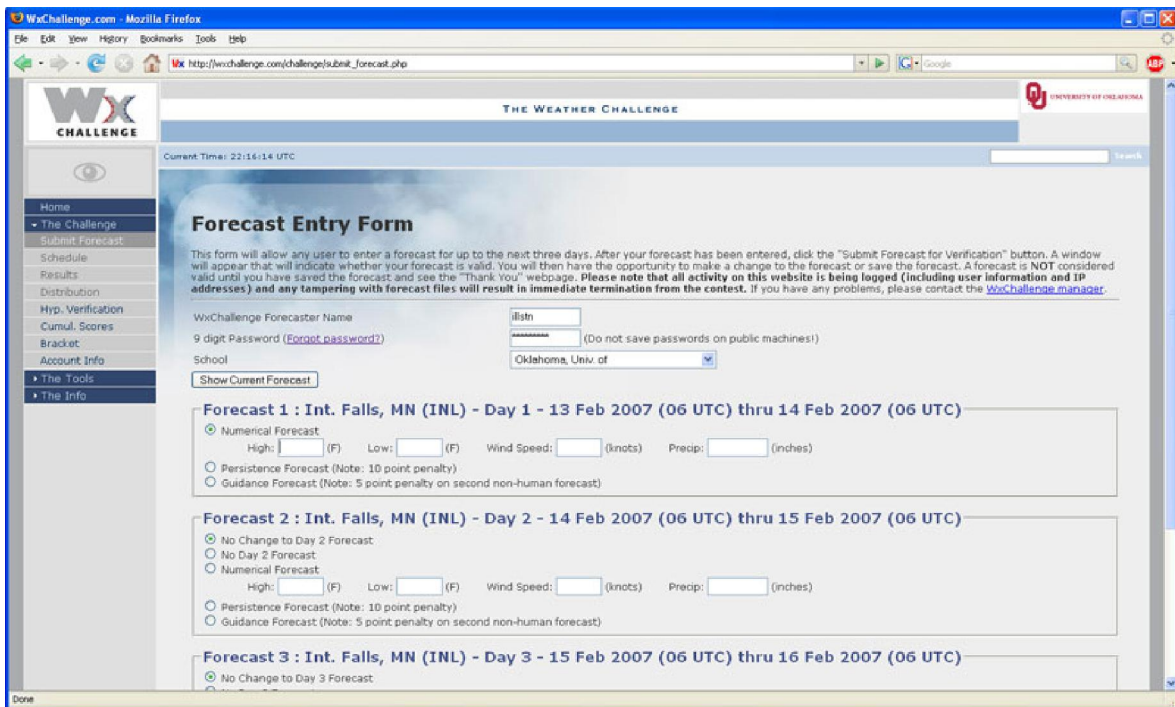 WxChallenge.com - Mozilla Firefox
File Edit View History Bookmarks Tools Help
Wx http://wxchallenge.com/challenge/submit_forecast.php
G Google
ABP
WX
CHALLENGE
THE WEATHER CHALLENGE
OU UNIVERSITY OF OKLAHOMA
Current Time: 22:16:14 UTC
Search
Home
The Challenge
Submit Forecast
Schedule
Results
Distribution
Hyp. Verification
Cumul. Scores
Bracket
Account Info
The Tools
The Info
Forecast Entry Form
This form will allow any user to enter a forecast for up to the next three days. After your forecast has been entered, click the "Submit Forecast for Verification" button. A window
will appear that will indicate whether your forecast is valid. You will then have the opportunity to make a change to the forecast or save the forecast. A forecast is NOT considered
valid until you have saved the forecast and see the "Thank You" webpage. Please note that all activity on this website is being logged (including user information and IP
addresses) and any tampering with forecast files will result in immediate termination from the contest. If you have any problems, please contact the WxChallenge manager.
WxChallenge Forecaster Name illstn
9 digit Password (Forgot password?) ********* (Do not save passwords on public machines!)
School Oklahoma, Univ. of
Show Current Forecast
Forecast 1 : Int. Falls, MN (INL) - Day 1 - 13 Feb 2007 (06 UTC) thru 14 Feb 2007 (06 UTC)
Numerical Forecast
High: (F) Low: (F) Wind Speed: (knots) Precip: (inches)
Persistence Forecast (Note: 10 point penalty)
Guidance Forecast (Note: 5 point penalty on second non-human forecast)
Forecast 2 : Int. Falls, MN (INL) - Day 2 - 14 Feb 2007 (06 UTC) thru 15 Feb 2007 (06 UTC)
No Change to Day 2 Forecast
No Day 2 Forecast
Numerical Forecast
High: (F) Low: (F) Wind Speed: (knots) Precip: (inches)
Persistence Forecast (Note: 10 point penalty)
Guidance Forecast (Note: 5 point penalty on second non-human forecast)
Forecast 3 : Int. Falls, MN (INL) - Day 3 - 15 Feb 2007 (06 UTC) thru 16 Feb 2007 (06 UTC)
No Change to Day 3 Forecast
Done